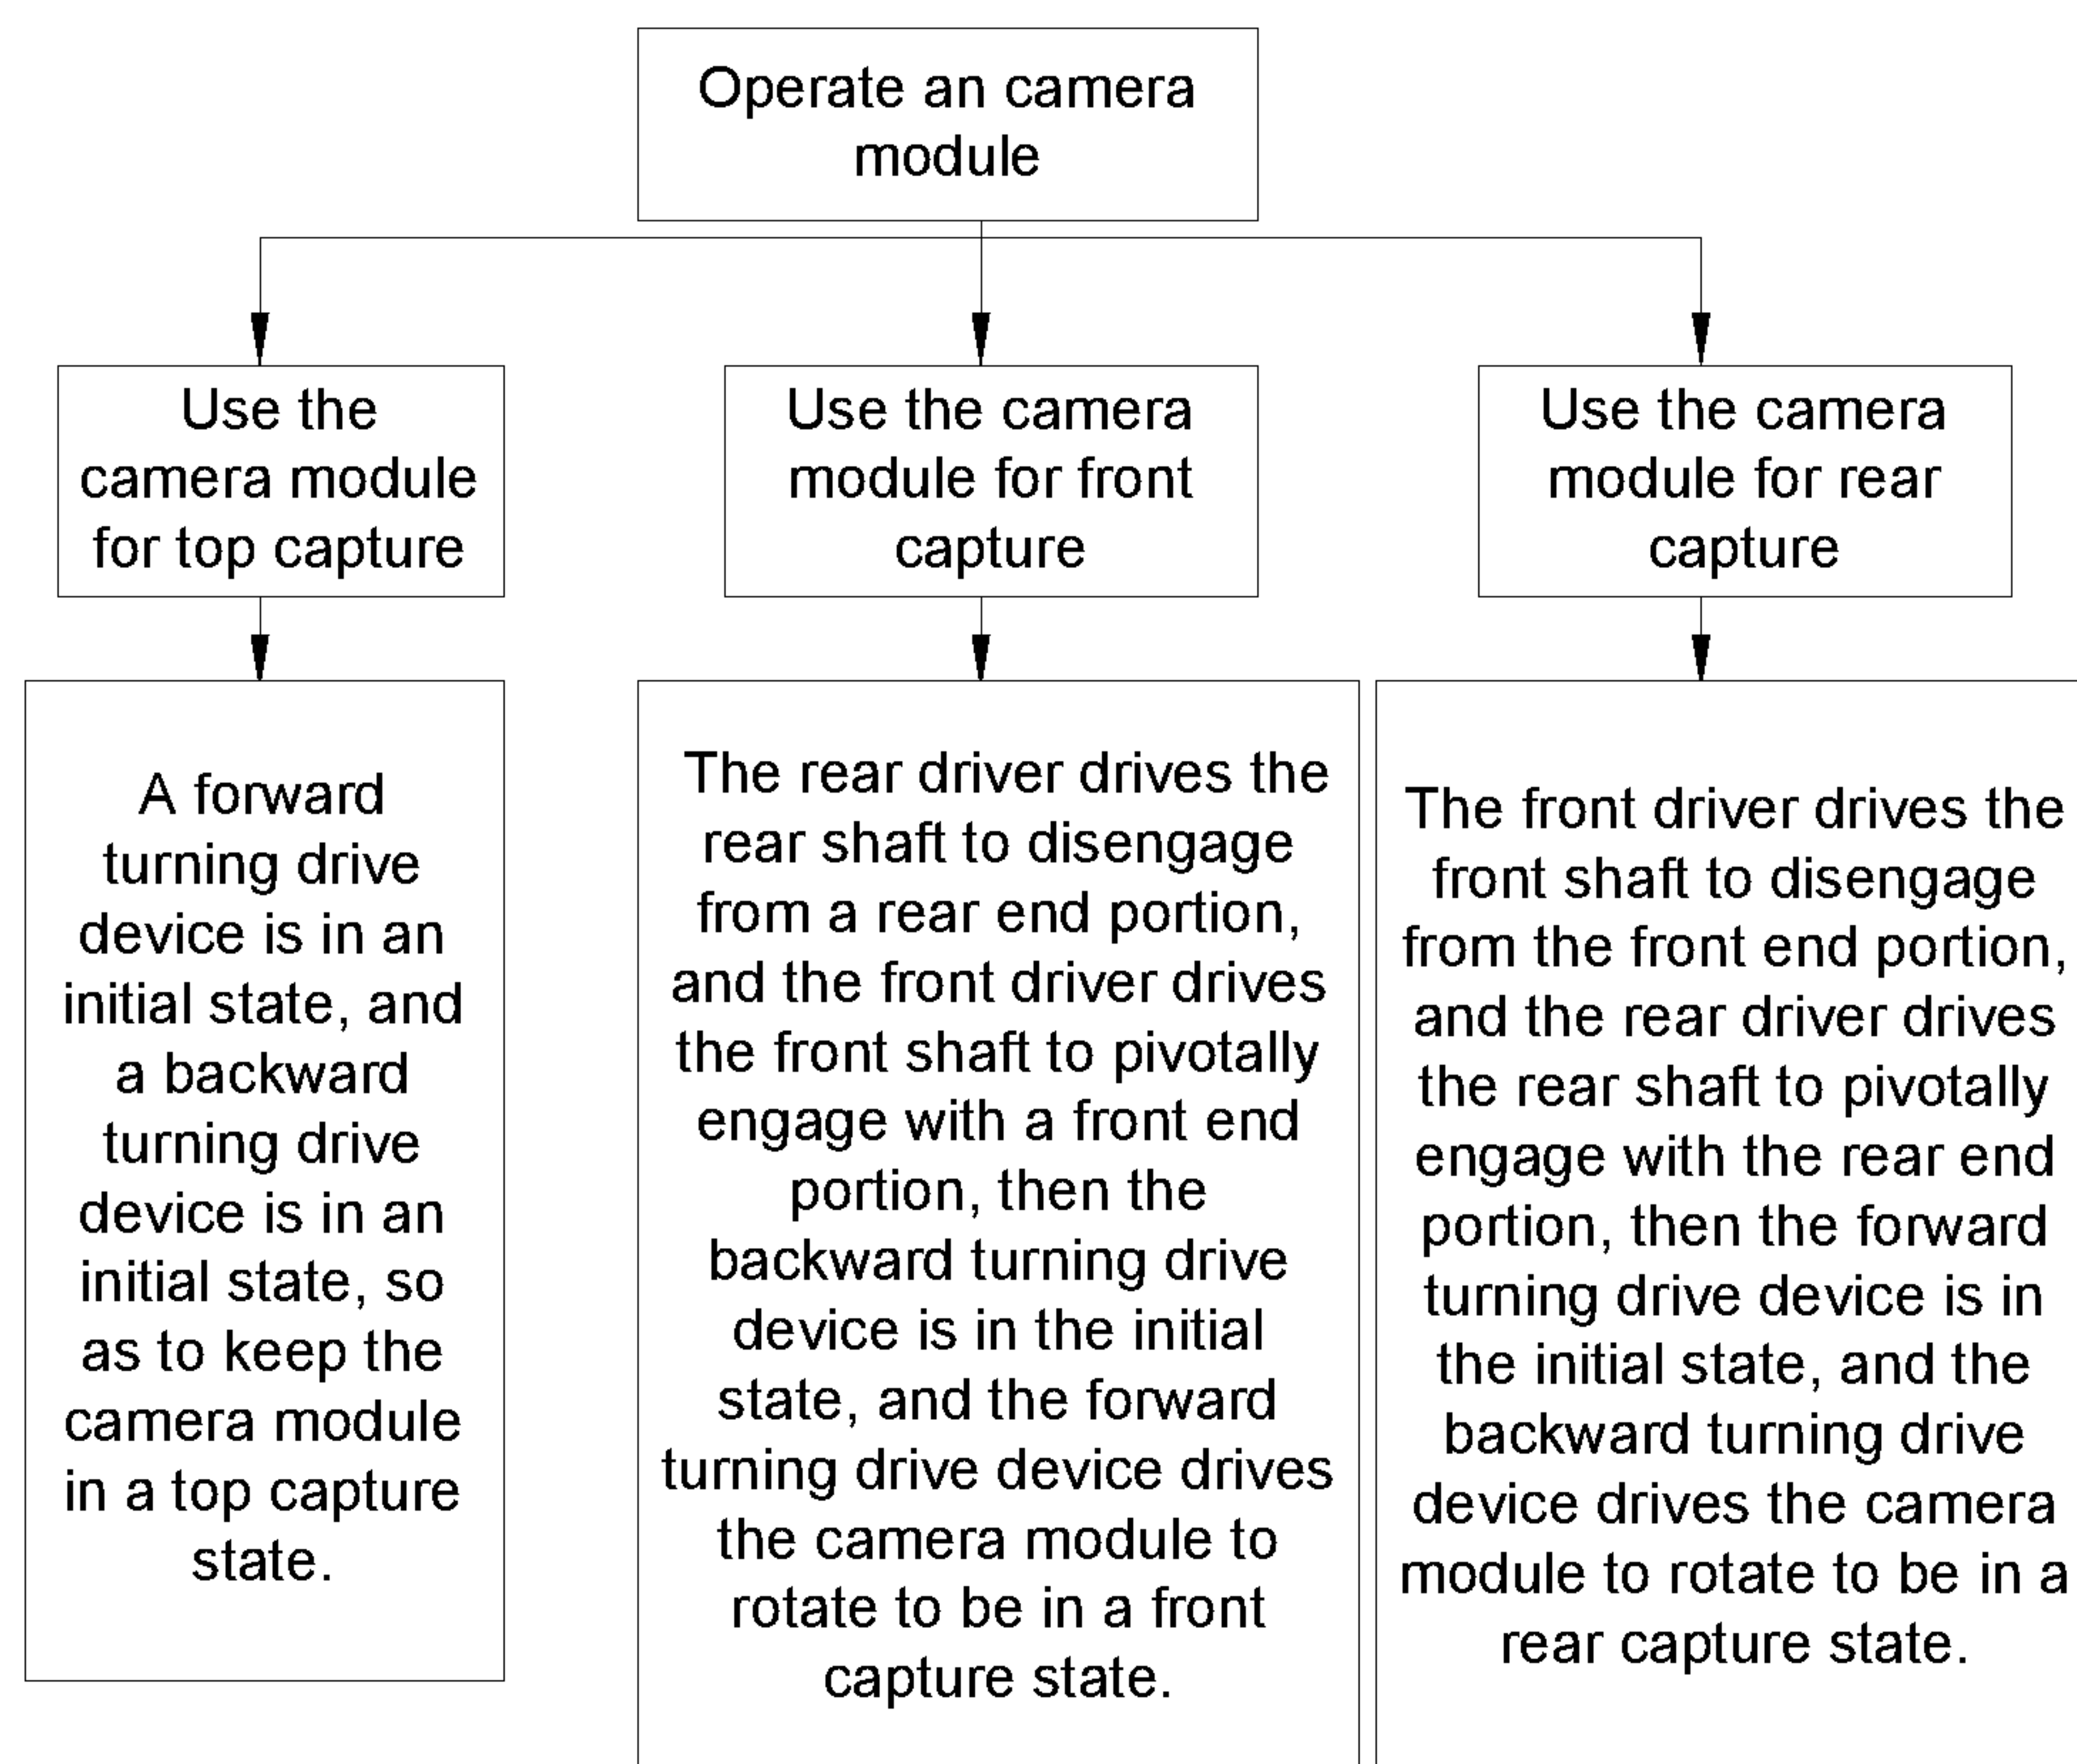 Operate an camera
module
Use the
camera module
for top capture
Use the camera
module for front
capture
Use the camera
module for rear
capture
A forward
turning drive
device is in an
initial state, and
a backward
turning drive
device is in an
initial state, so
as to keep the
camera module
in a top capture
state.
The rear driver drives the
rear shaft to disengage
from a rear end portion,
and the front driver drives
the front shaft to pivotally
engage with a front end
portion, then the
backward turning drive
device is in the initial
state, and the forward
turning drive device drives
the camera module to
rotate to be in a front
capture state.
The front driver drives the
front shaft to disengage
from the front end portion,
and the rear driver drives
the rear shaft to pivotally
engage with the rear end
portion, then the forward
turning drive device is in
the initial state, and the
backward turning drive
device drives the camera
module to rotate to be in a
rear capture state.